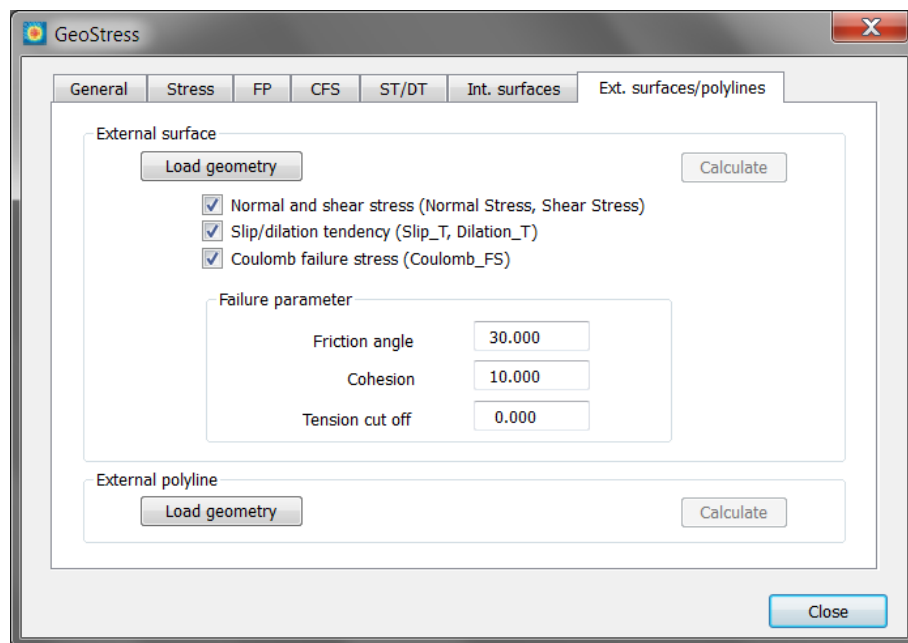 GeoStress
X
General Stress FP CFS ST/DT Int. surfaces Ext. surfaces/polylines
External surface
Load geometry Calculate
Normal and shear stress (Normal Stress, Shear Stress)
Slip/dilation tendency (Slip_T, Dilation_T)
Coulomb failure stress (Coulomb_FS)
Failure parameter
Friction angle 30.000
Cohesion 10.000
Tension cut off 0.000
External polyline
Load geometry Calculate
Close